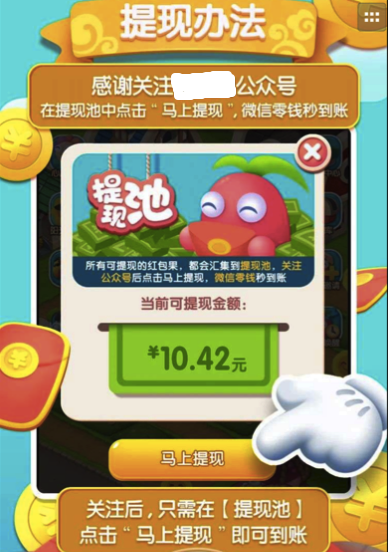 提现办法
感谢关注 公众号
在提现池中点击“马上提现”,微信零钱秒到账
提现池
所有可提现的红包果，都会汇集到提现池，关注
公众号后点击马上提现，微信零钱秒到账
当前可提现金额：
¥10.42元
马上提现
关注后，只需在【提现池】
点击“马上提现”即可到账